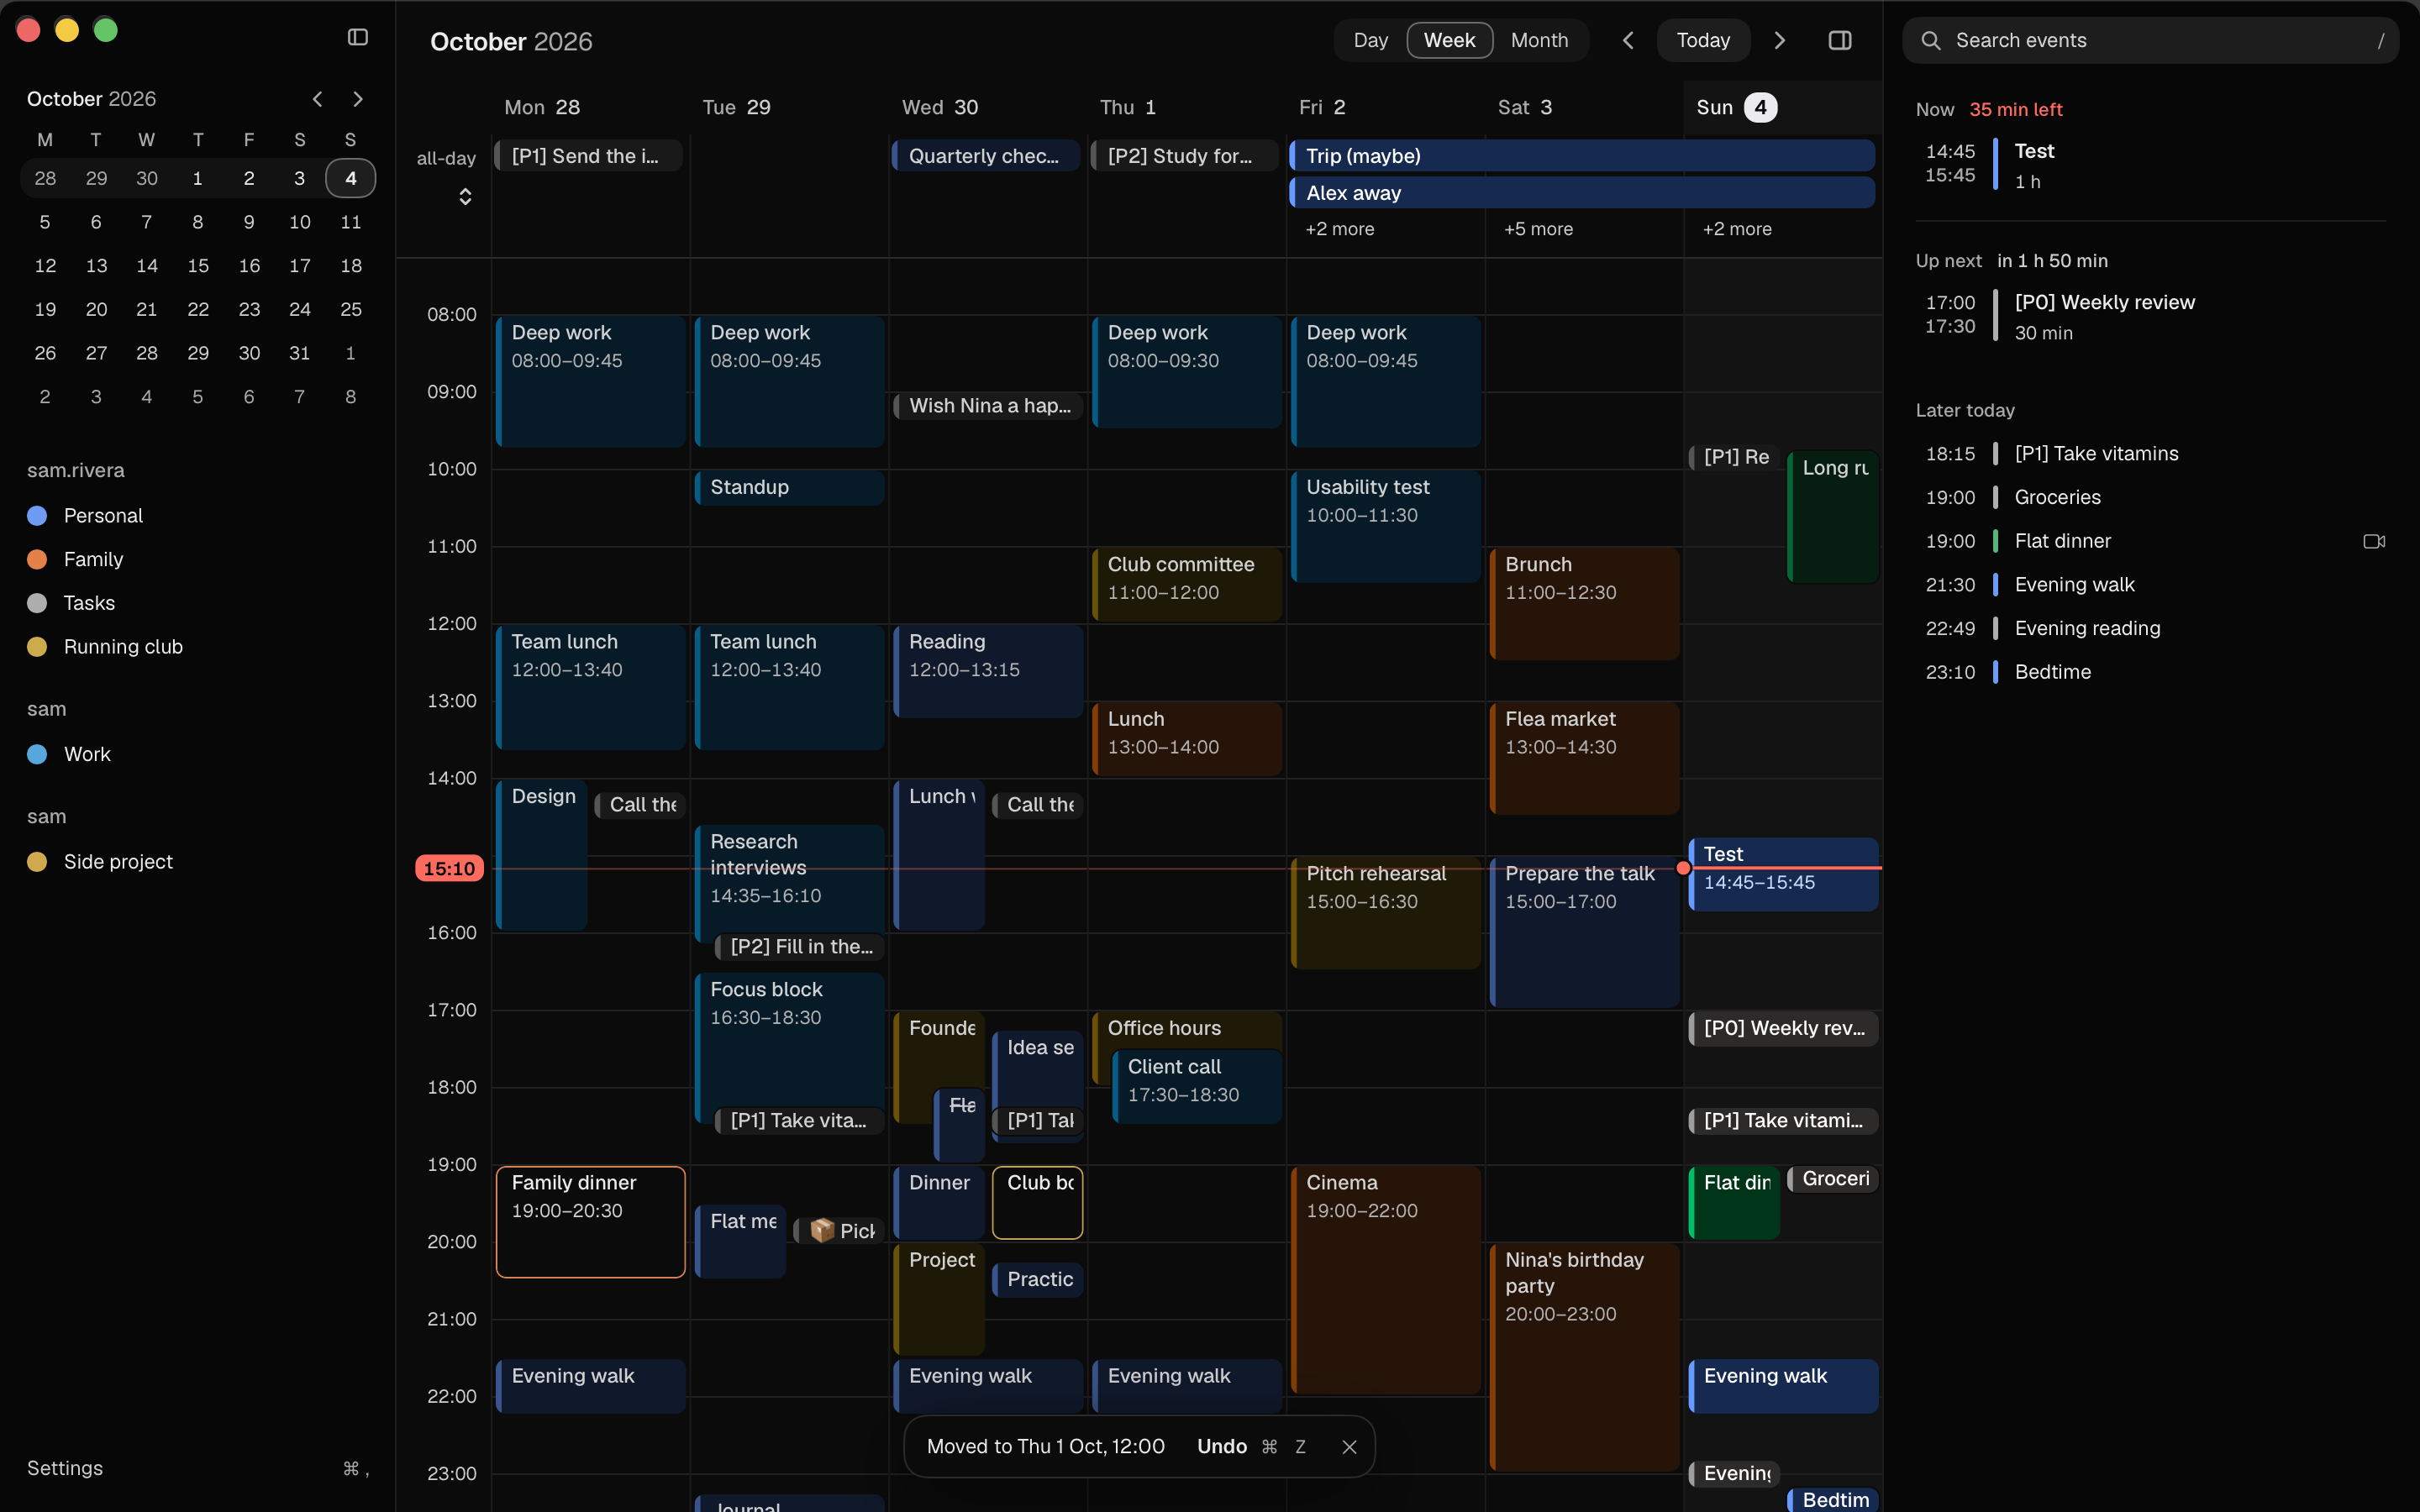 October 2026
M T W T F S S
28 29 30 1 2 3 4
5 6 7 8 9 10 11
12 13 14 15 16 17 18
19 20 21 22 23 24 25
26 27 28 29 30 31 1
2 3 4 5 6 7 8
sam.rivera
Personal
Family
Tasks
Running club
sam
Work
sam
Side project
Settings ⌘ ,
October 2026
Day Week Month
Today
Mon 28 Tue 29 Wed 30 Thu 1 Fri 2 Sat 3 Sun 4
all-day
[P1] Send the i...
Quarterly chec...
[P2] Study for...
Trip (maybe)
Alex away
+2 more
+5 more
+2 more
08:00
09:00
10:00
11:00
12:00
13:00
14:00
15:10
16:00
17:00
18:00
19:00
20:00
21:00
22:00
23:00
Deep work
08:00–09:45
Team lunch
12:00–13:40
Design
Call the
Family dinner
19:00–20:30
Evening walk
Deep work
08:00–09:45
Standup
Team lunch
12:00–13:40
Research
interviews
14:35–16:10
[P2] Fill in the...
Focus block
16:30–18:30
[P1] Take vita...
Flat me
📦 Pick
Journal
Wish Nina a hap...
Reading
12:00–13:15
Lunch
Call the
Founde
Idea se
Fla
[P1] Tak
Dinner
Club bo
Project
Practic
Evening walk
Deep work
08:00–09:30
Club committee
11:00–12:00
Lunch
13:00–14:00
Office hours
Client call
17:30–18:30
Evening walk
Deep work
08:00–09:45
Usability test
10:00–11:30
Pitch rehearsal
15:00–16:30
Cinema
19:00–22:00
Brunch
11:00–12:30
Flea market
13:00–14:30
Prepare the talk
15:00–17:00
Nina's birthday
party
20:00–23:00
[P1] Re
Long ru
Test
14:45–15:45
[P0] Weekly rev...
[P1] Take vitami...
Flat din
Groceri
Evening walk
Evening
Bedtim
Moved to Thu 1 Oct, 12:00 Undo ⌘ Z
Search events /
Now 35 min left
14:45 Test
15:45 1 h
Up next in 1 h 50 min
17:00 [P0] Weekly review
17:30 30 min
Later today
18:15 [P1] Take vitamins
19:00 Groceries
19:00 Flat dinner
21:30 Evening walk
22:49 Evening reading
23:10 Bedtime